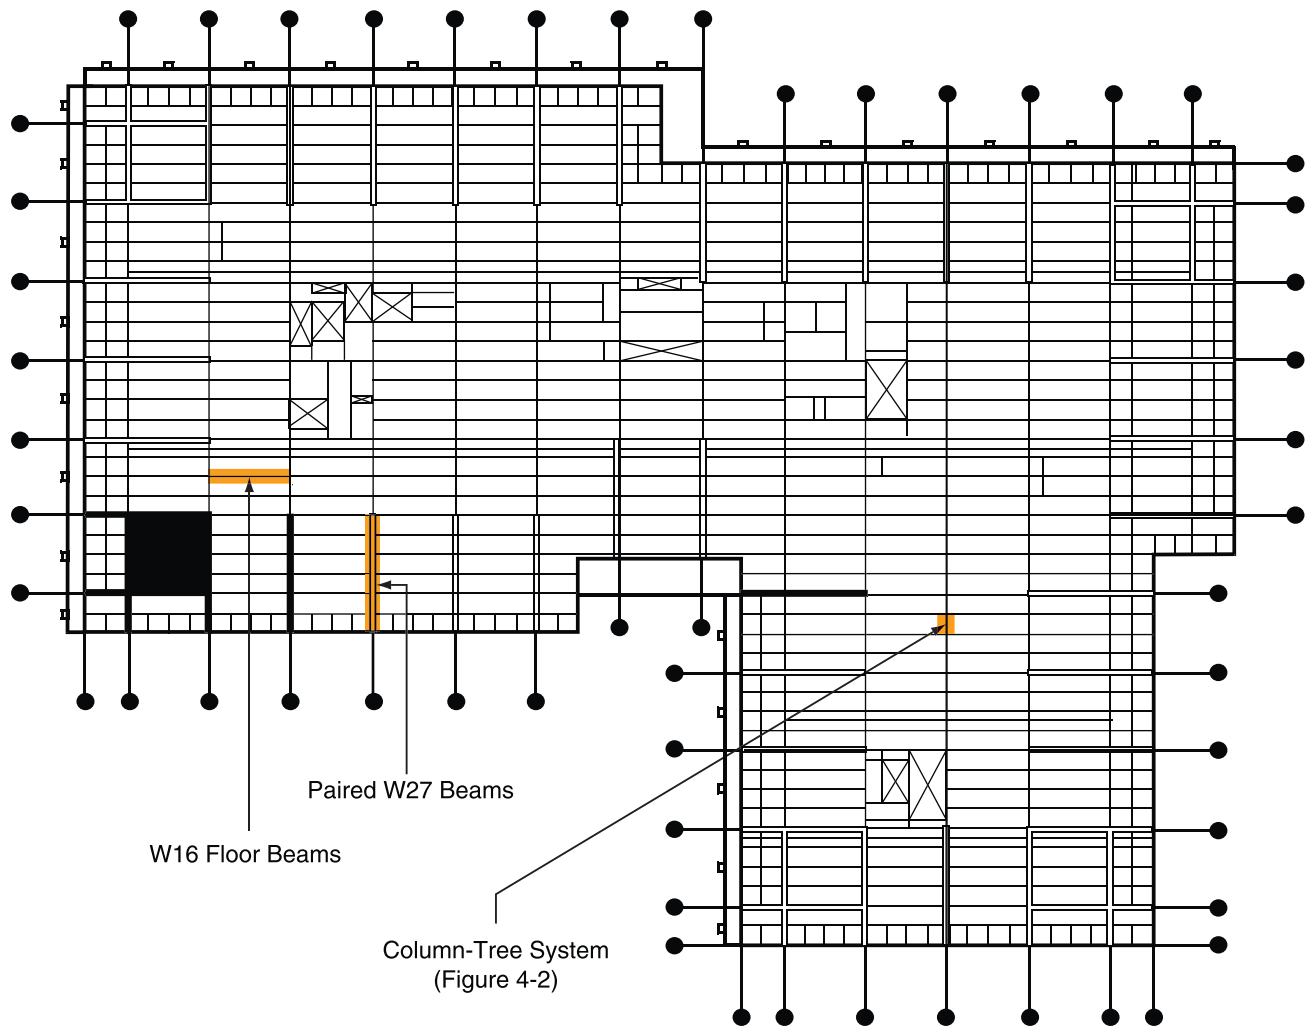 Paired W27 Beams
W16 Floor Beams
Column-Tree System
(Figure 4-2)